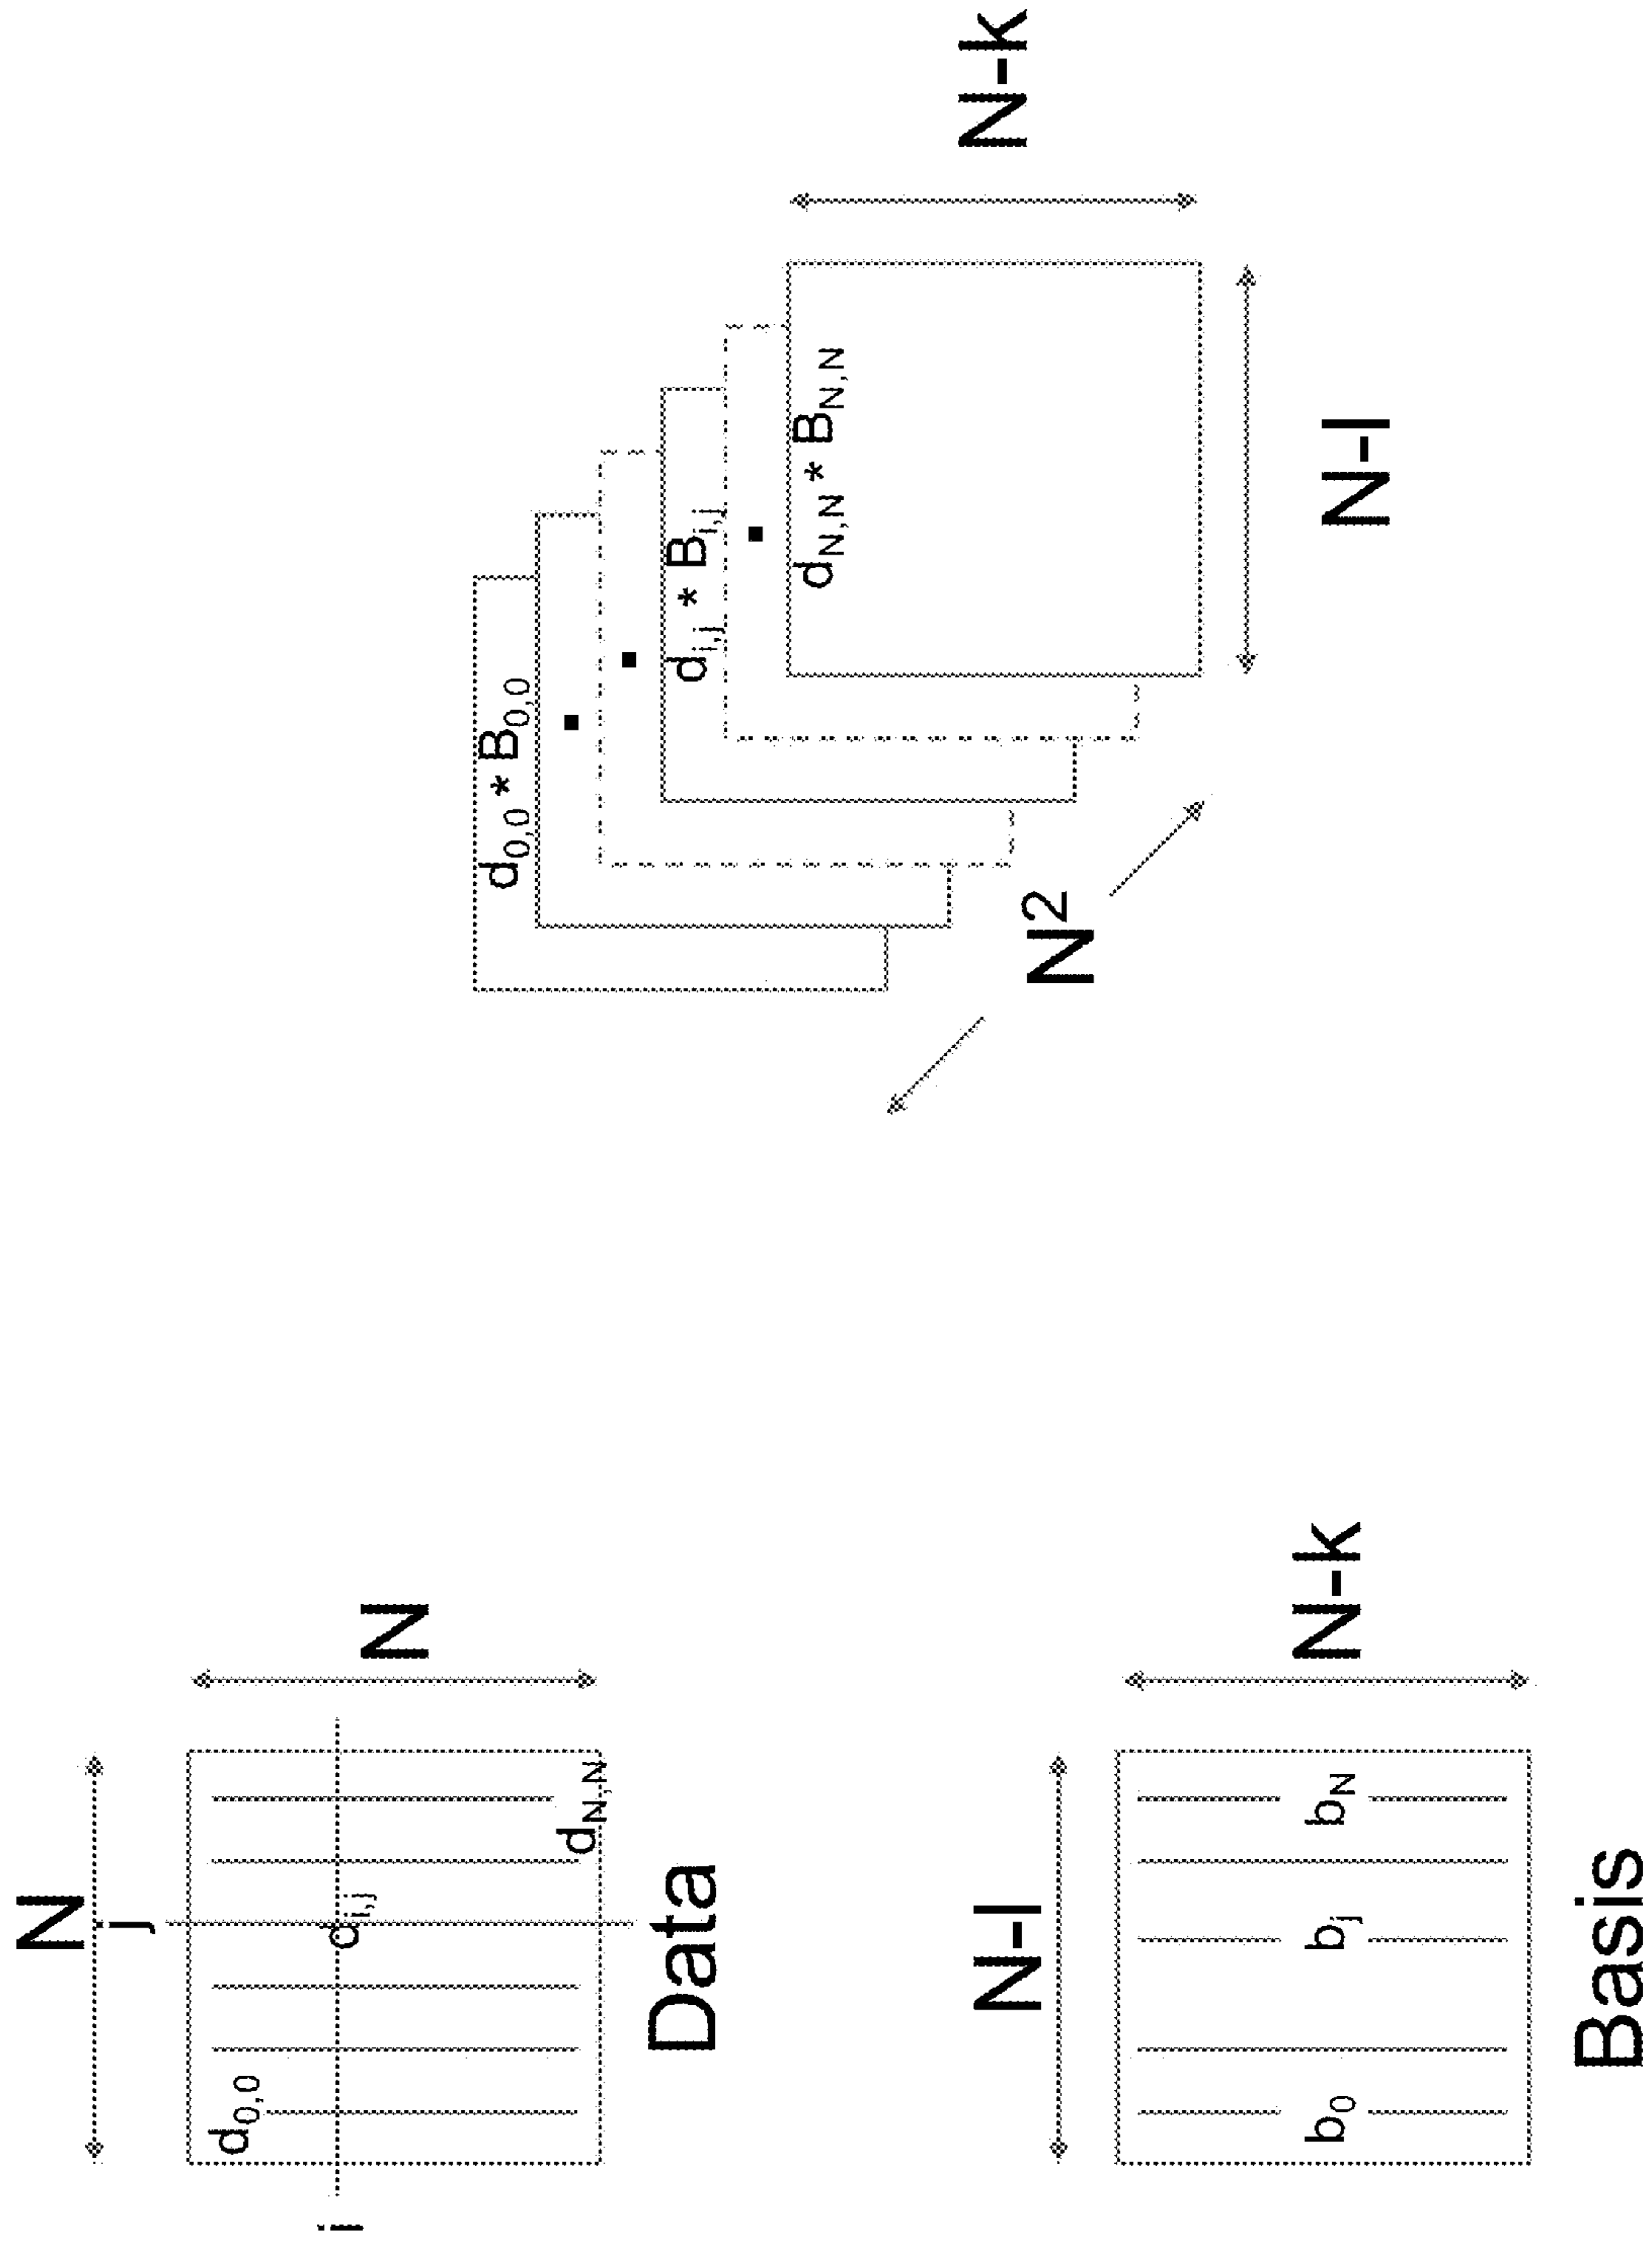 N
j
d0,0
i di,j
N
dN,N
Data
N-l
b0 bj bN
N-k
Basis
d0,0 * B0,0
di,j * Bi,j
dN,N * BN,N
N-k
N²
N-l